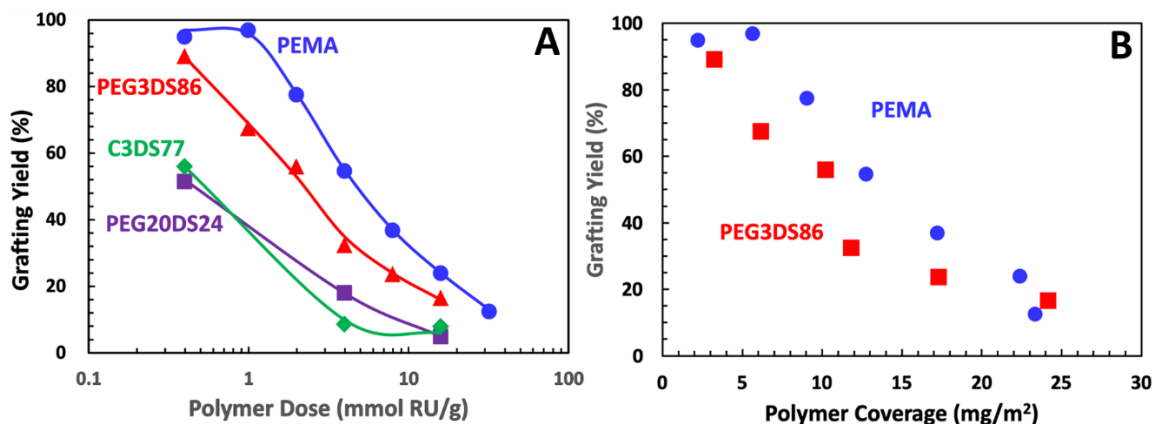 A
PEMA
PEG3DS86
C3DS77
PEG20DS24
Grafting Yield (%)
100
80
60
40
20
0
0.1
1
10
100
Polymer Dose (mmol RU/g)
B
PEMA
PEG3DS86
Grafting Yield (%)
100
80
60
40
20
0
0
5
10
15
20
25
30
Polymer Coverage (mg/m²)